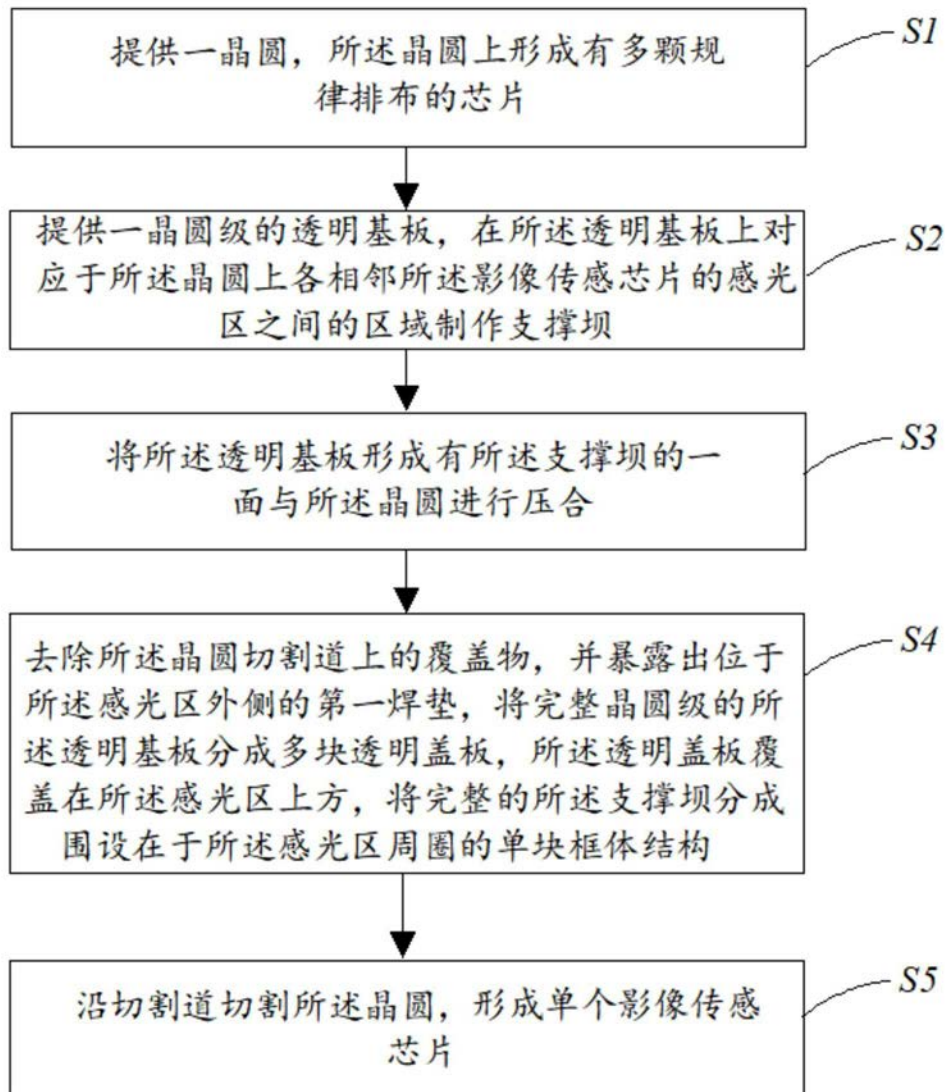 提供一晶圆，所述晶圆上形成有多颗规
律排布的芯片
S1
提供一晶圆级的透明基板，在所述透明基板上对
应于所述晶圆上各相邻所述影像传感芯片的感光
区之间的区域制作支撑坝
S2
将所述透明基板形成有所述支撑坝的一
面与所述晶圆进行压合
S3
去除所述晶圆切割道上的覆盖物，并暴露出位于
所述感光区外侧的第一焊垫，将完整晶圆级的所
述透明基板分成多块透明盖板，所述透明盖板覆
盖在所述感光区上方，将完整的所述支撑坝分成
围设在于所述感光区周圈的单块框体结构
S4
沿切割道切割所述晶圆，形成单个影像传感
芯片
S5